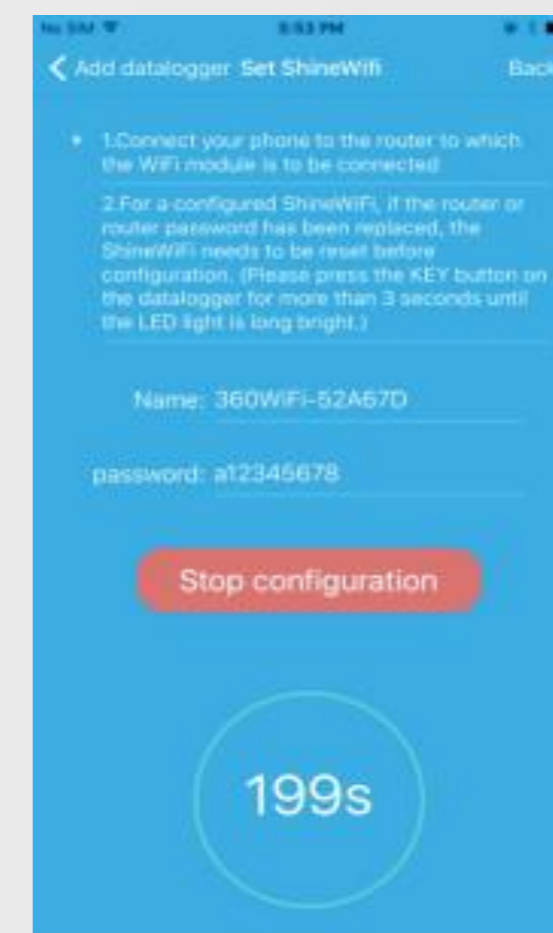 No SIM 5:53 PM
Add datalogger Set ShineWifi Back
* 1.Connect your phone to the router to which
the WiFi module is to be connected
2.For a configured ShineWiFi, if the router or
router password has been replaced, the
ShineWiFi needs to be reset before
configuration. (Please press the KEY button on
the datalogger for more than 3 seconds until
the LED light is long bright.)
Name: 360WiFi-52A67D
password: a12345678
Stop configuration
199s